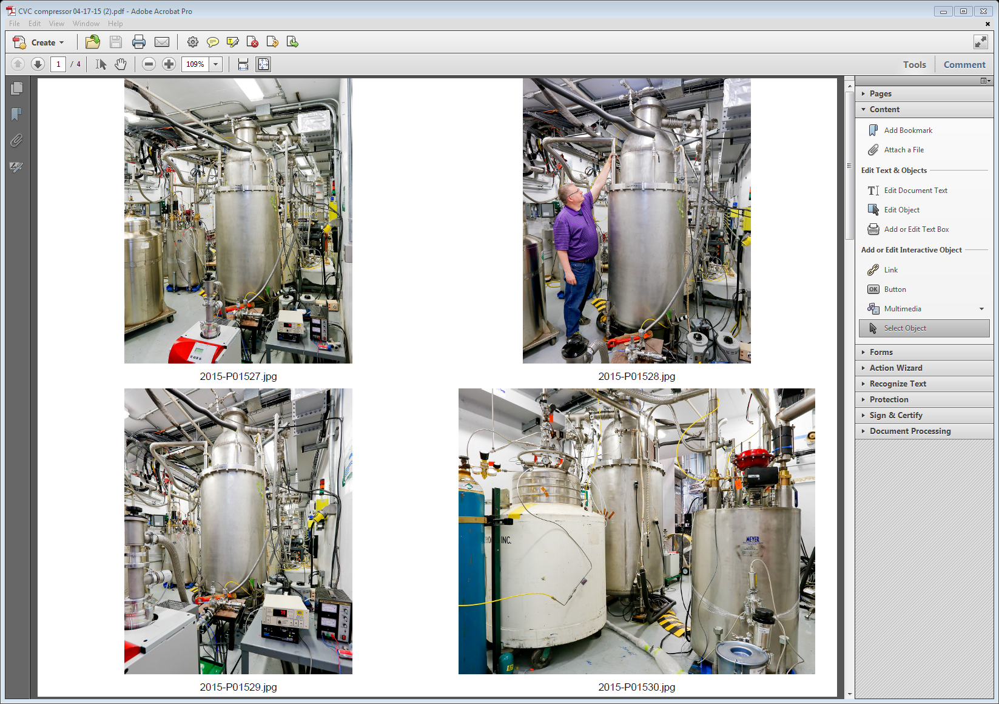 CVC compressor 04-17-15 (2).pdf - Adobe Acrobat Pro
File Edit View Window Help
Create
1 / 4
109%
Tools
Comment
Pages
Content
Add Bookmark
Attach a File
Edit Text & Objects
Edit Document Text
Edit Object
Add or Edit Text Box
Add or Edit Interactive Object
Link
OK Button
Multimedia
Select Object
Forms
Action Wizard
Recognize Text
Protection
Sign & Certify
Document Processing
2015-P01527.jpg
2015-P01528.jpg
INC.
MEYER
2015-P01529.jpg
2015-P01530.jpg